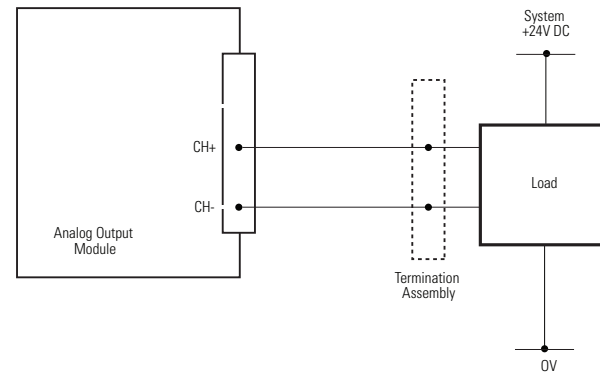 System
+24V DC
CH+
Load
CH-
Analog Output
Module
Termination
Assembly
0V